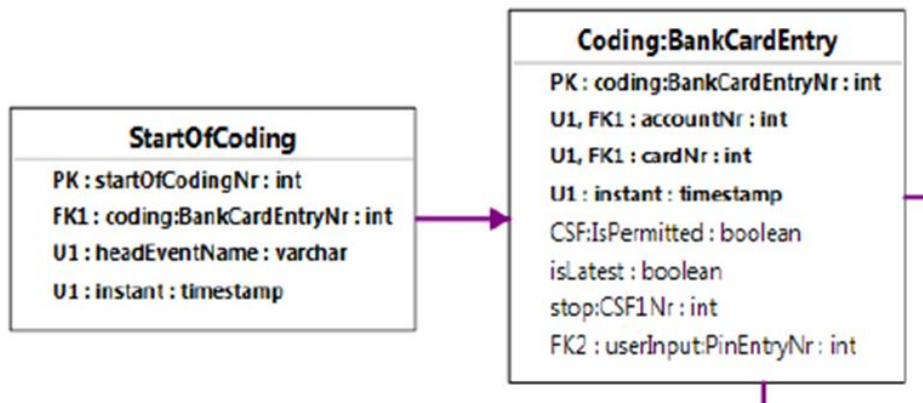 StartOfCoding
PK : startOfCodingNr : int
FK1 : coding:BankCardEntryNr : int
U1 : headEventName : varchar
U1 : instant : timestamp
Coding:BankCardEntry
PK : coding:BankCardEntryNr : int
U1, FK1 : accountNr : int
U1, FK1 : cardNr : int
U1 : instant : timestamp
CSF:IsPermitted : boolean
isLatest : boolean
stop:CSF1Nr : int
FK2 : userInput:PinEntryNr : int